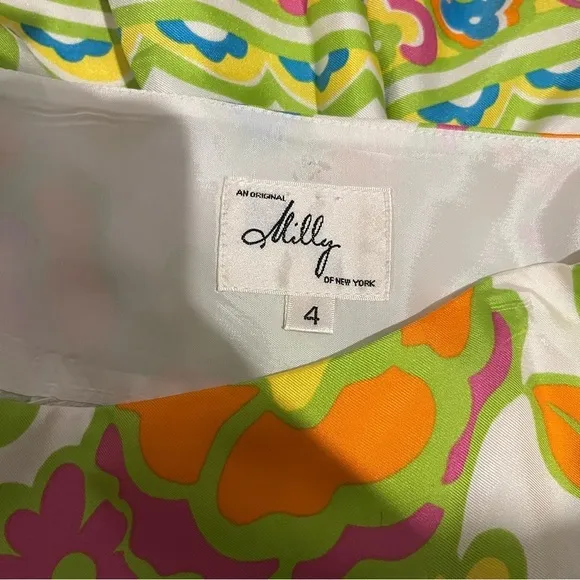 AN ORIGINAL
Milly
OF NEW YORK
4